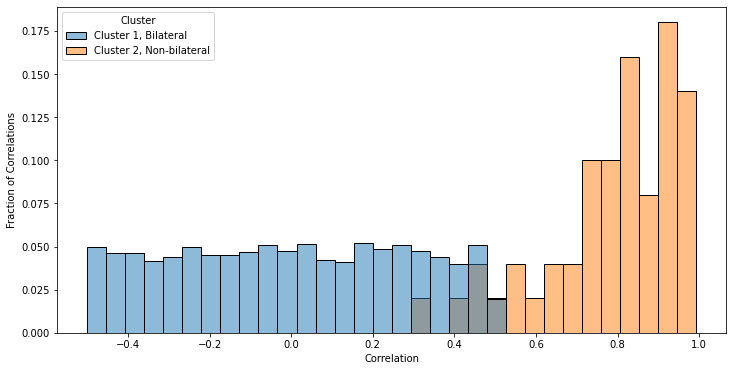 Cluster
Cluster 1, Bilateral
Cluster 2, Non-bilateral
Fraction of Correlations
0.175
0.150
0.125
0.100
0.075
0.050
0.025
0.000
−0.4 −0.2 0.0 0.2 0.4 0.6 0.8 1.0
Correlation